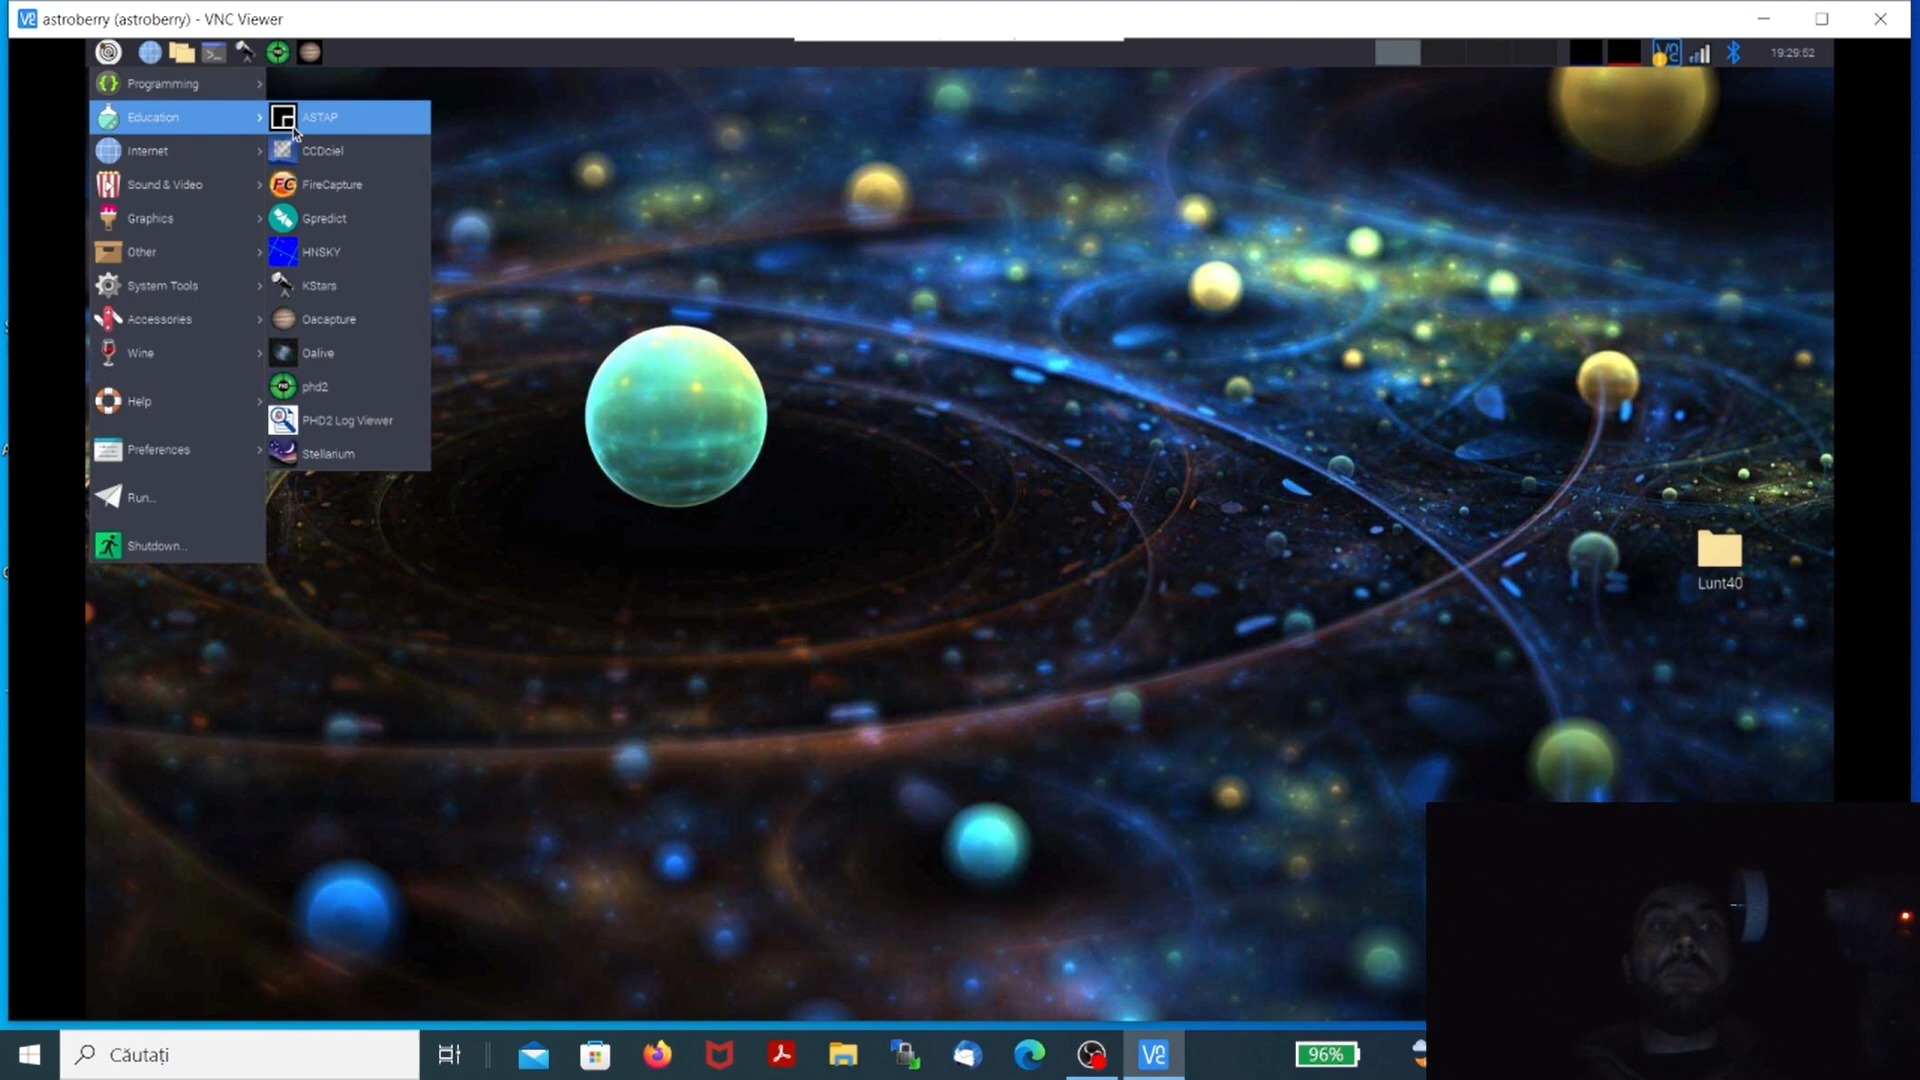 astroberry (astroberry) - VNC Viewer
19:29:52
Programming
Education
Internet
Sound & Video
Graphics
Other
System Tools
Accessories
Wine
Help
Preferences
Run...
Shutdown...
ASTAP
CCDciel
FireCapture
Gpredict
HNSKY
KStars
Oacapture
Oalive
phd2
PHD2 Log Viewer
Stellarium
Lunt40
Căutați
96%